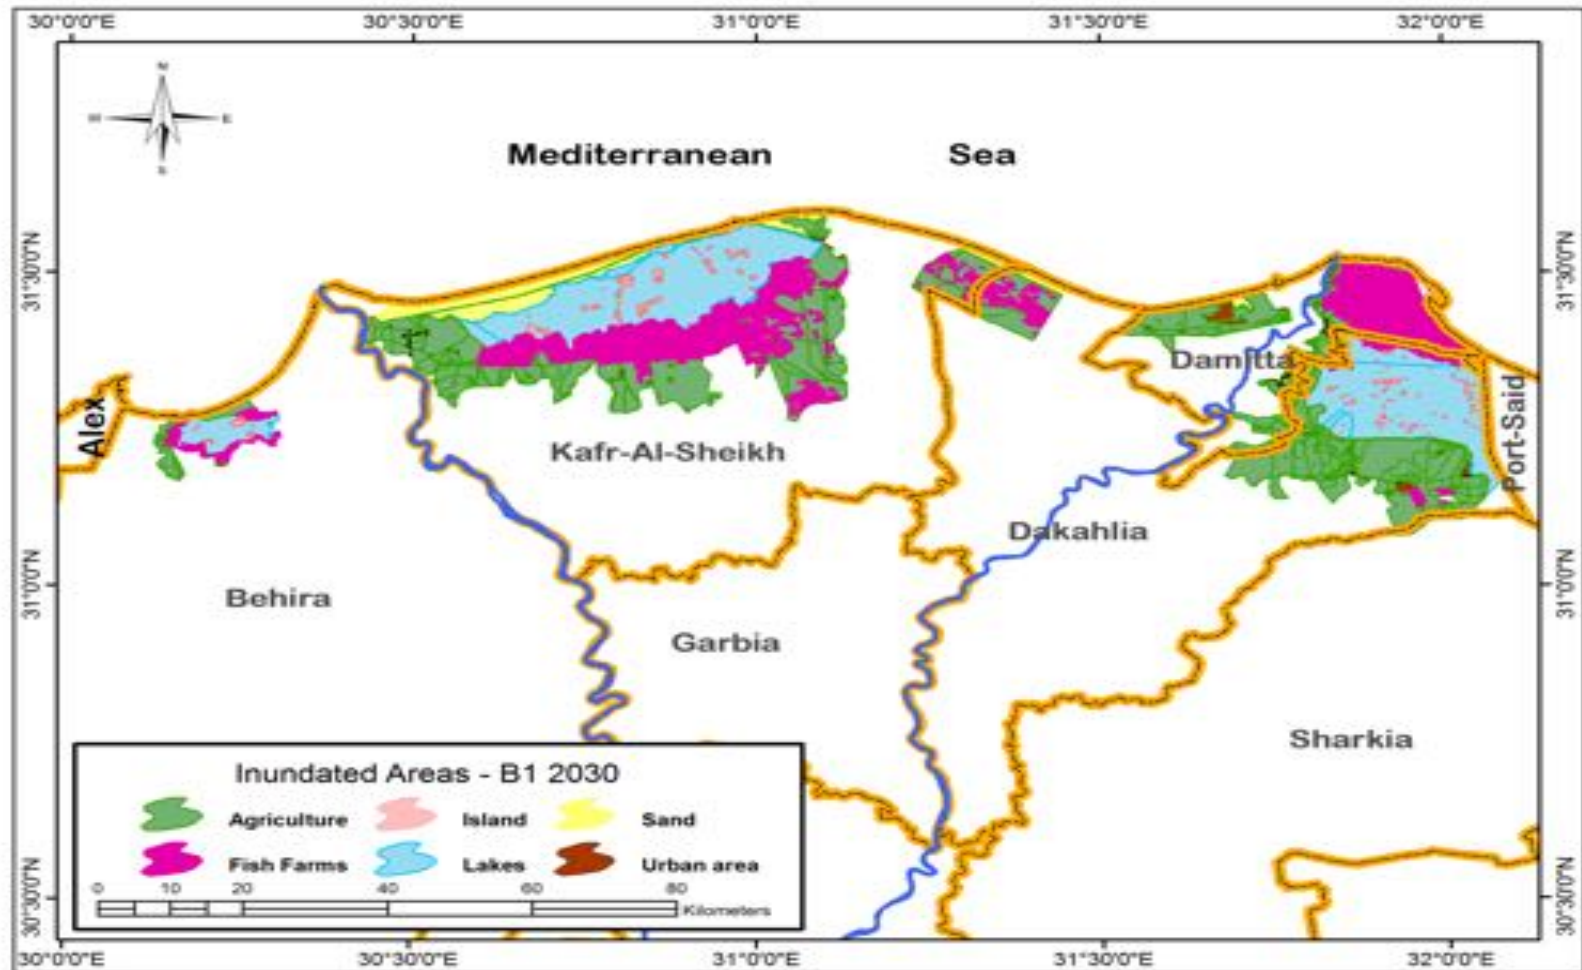 30°0'0"E 30°30'0"E 31°0'0"E 31°30'0"E 32°0'0"E
N
E
S
Mediterranean Sea
31°30'0"N 31°30'0"N
Damitta
Alex
Port-Said
Kafr-Al-Sheikh
Dakahlia
31°0'0"N 31°0'0"N
Behira
Garbia
Sharkia
Inundated Areas - B1 2030
Agriculture Island Sand
Fish Farms Lakes Urban area
0 10 20 40 60 80
Kilometers
30°30'0"N 30°30'0"N
30°0'0"E 30°30'0"E 31°0'0"E 31°30'0"E 32°0'0"E